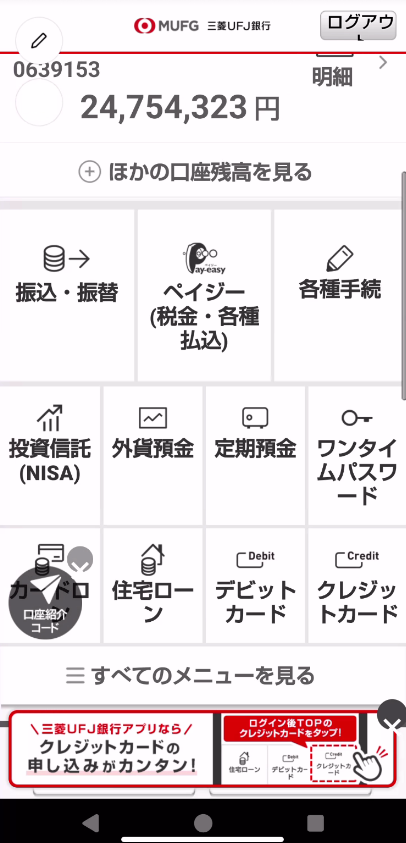 MUFG 三菱UFJ銀行
ログアウ
ト
0639153
明細
24,754,323 円
ほかの口座残高を見る
振込・振替
Pay-easy
ペイジー
(税金・各種
払込)
各種手続
投資信託
(NISA)
外貨預金
定期預金
ワンタイ
ムパスワ
ード
カードロ
住宅ロー
ン
Debit
デビット
カード
Credit
クレジッ
トカード
口座紹介
コード
すべてのメニューを見る
\三菱UFJ銀行アプリなら/
クレジットカードの
申し込みがカンタン!
ログイン後TOPの
クレジットカードをタップ!
住宅ローン
Debit
デビットカー
ド
Credit
クレジットカ
ード